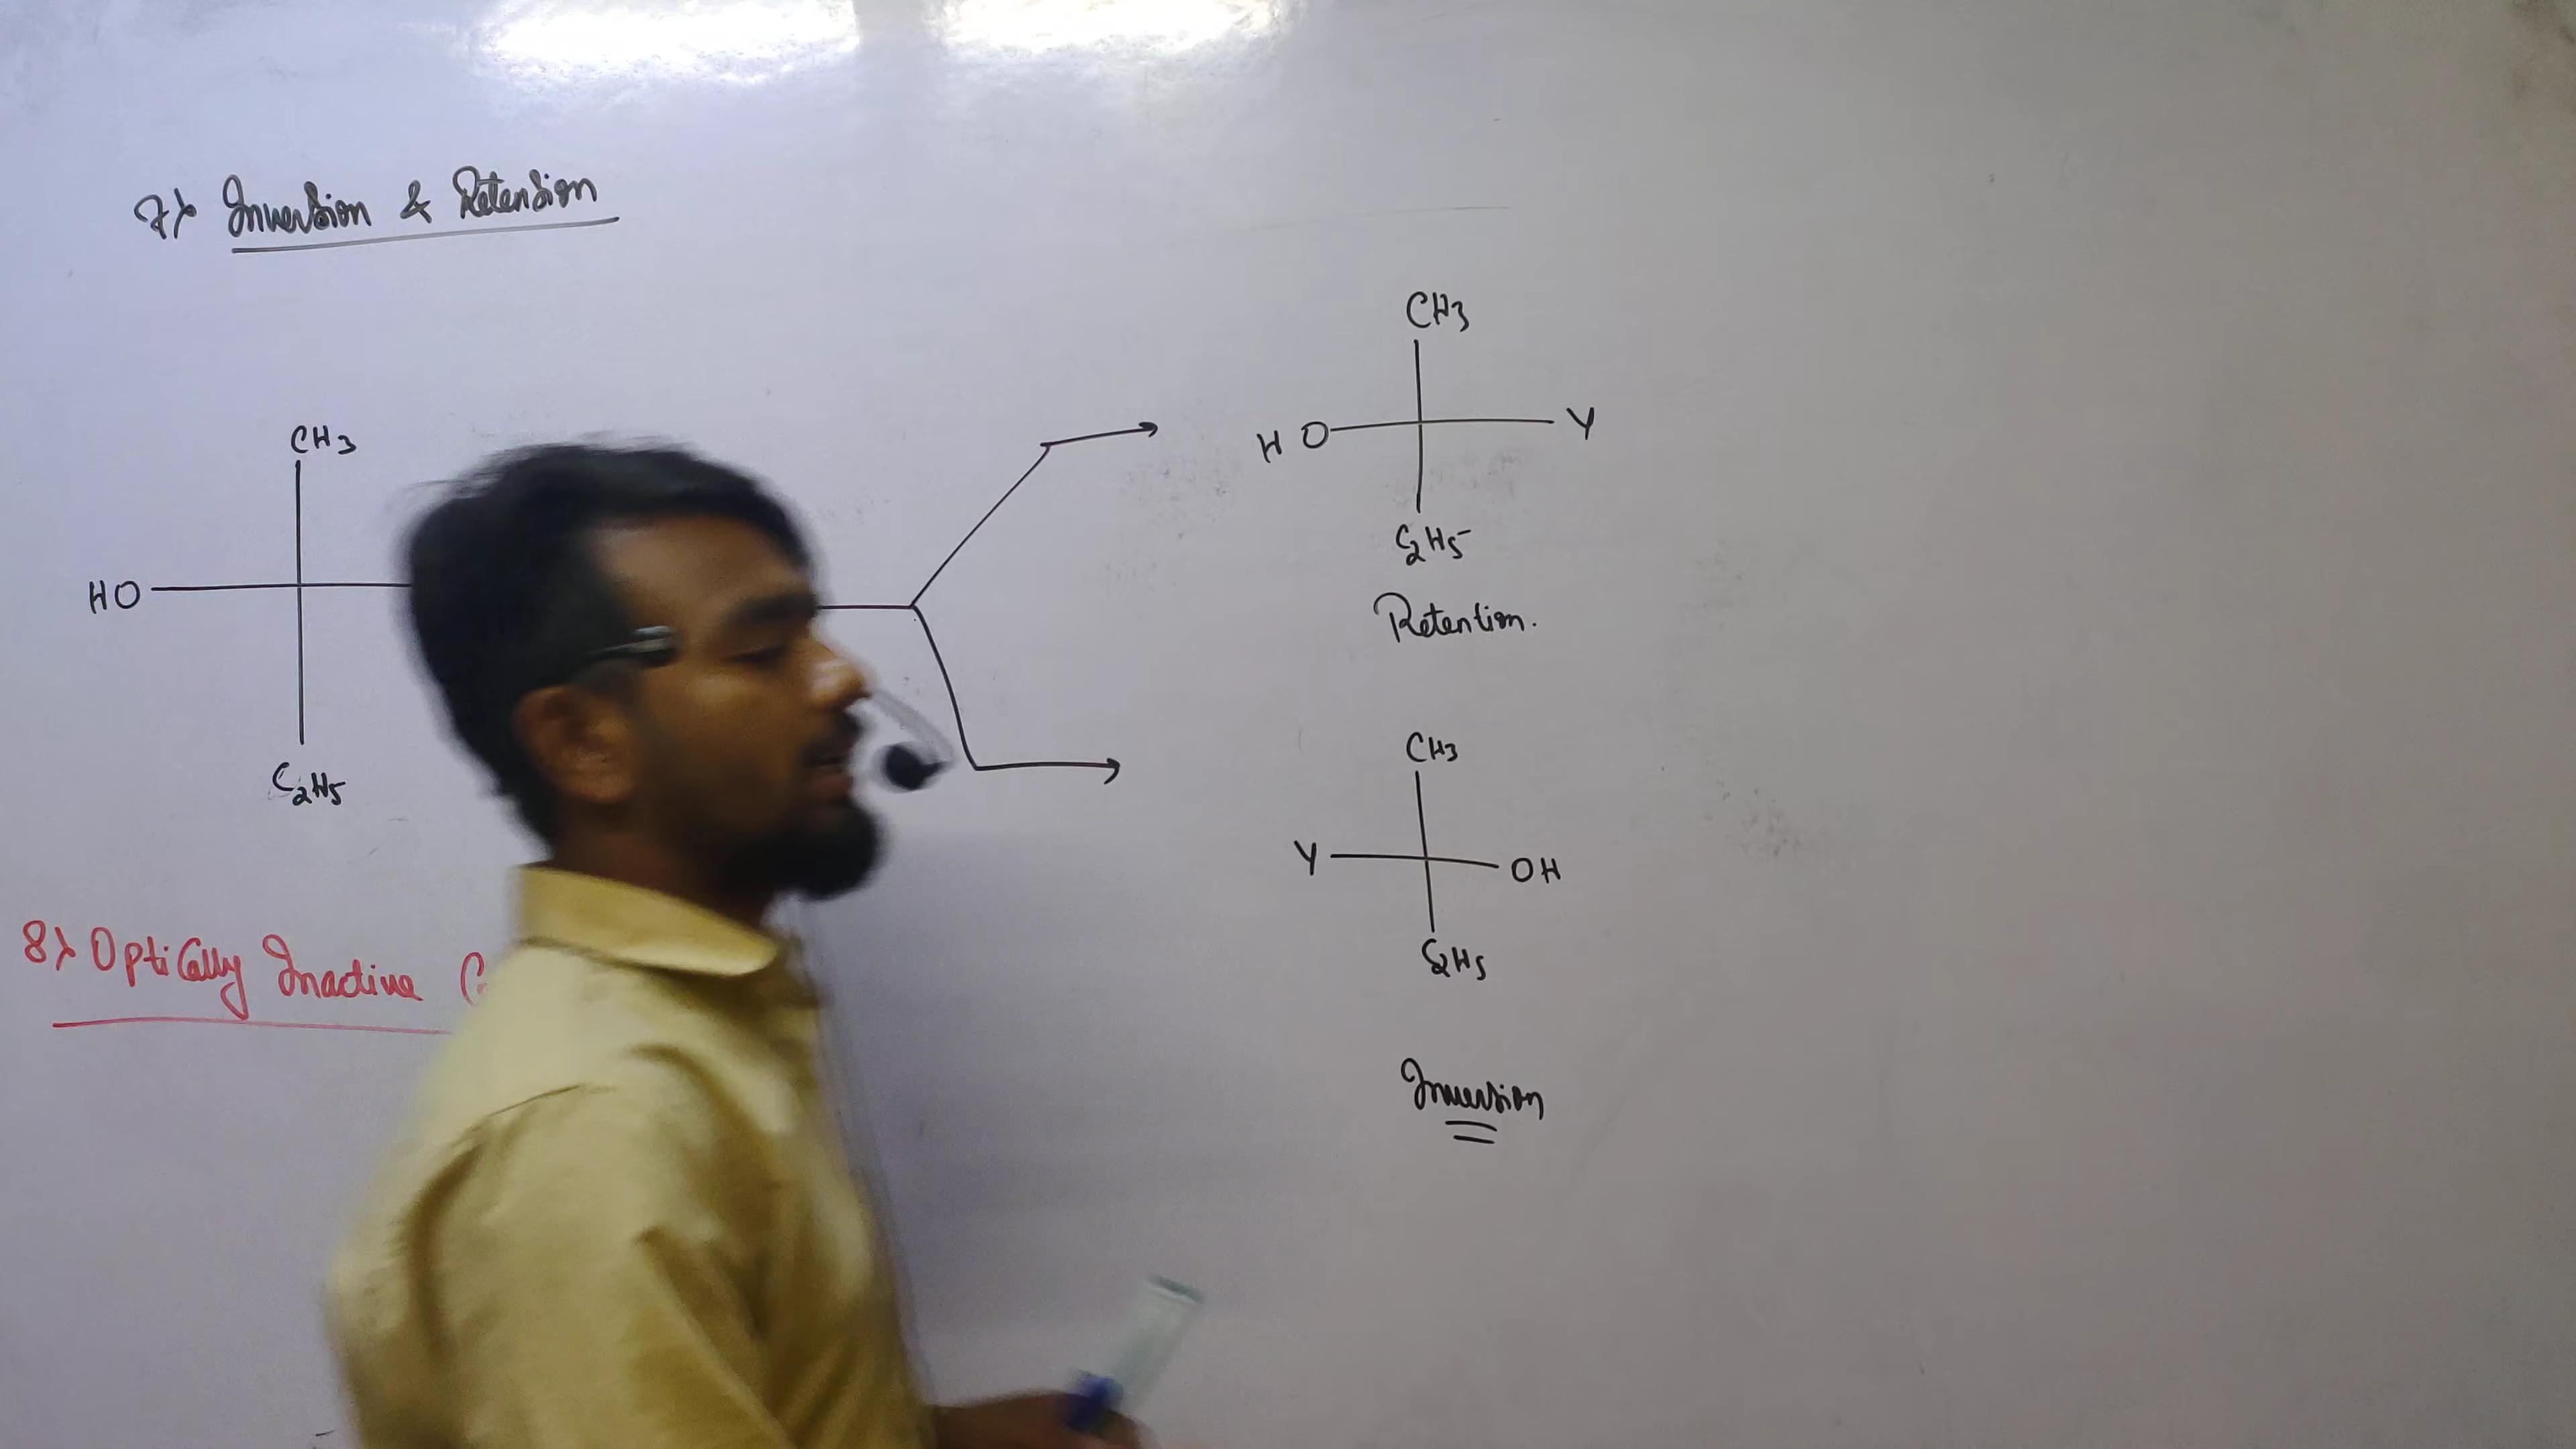 7> Inversion & Retension
CH3
HO
C2H5
CH3
HO
Y
C2H5
Retention.
CH3
Y
OH
C2H5
Inversion
8> Optically Inactive